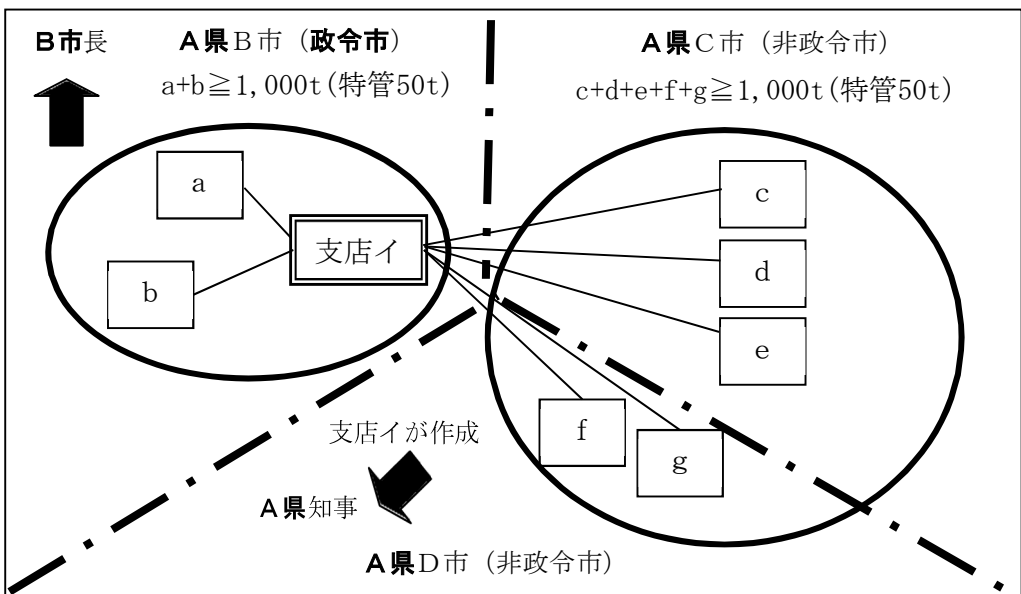 B市長
A県B市（政令市）
a+b≧1,000t(特管50t)
A県C市（非政令市）
c+d+e+f+g≧1,000t(特管50t)
a
b
支店イ
c
d
e
f
g
支店イが作成
A県知事
A県D市（非政令市）